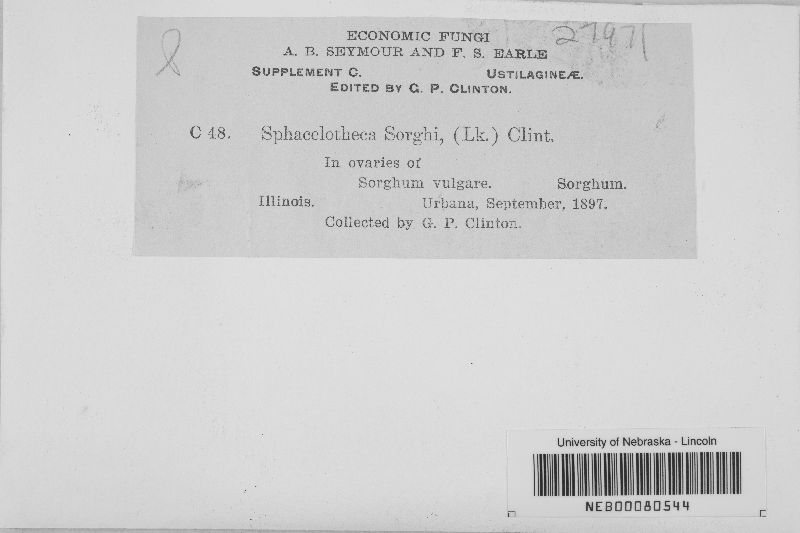 ECONOMIC FUNGI
A. B. SEYMOUR AND F. S. EARLE
SUPPLEMENT C. USTILAGINEÆ.
EDITED BY G. P. CLINTON.
C 48. Sphacelotheca Sorghi, (Lk.) Clint.
In ovaries of
Sorghum vulgare. Sorghum.
Illinois. Urbana, September, 1897.
Collected by G. P. Clinton.
University of Nebraska - Lincoln
NEB00080544